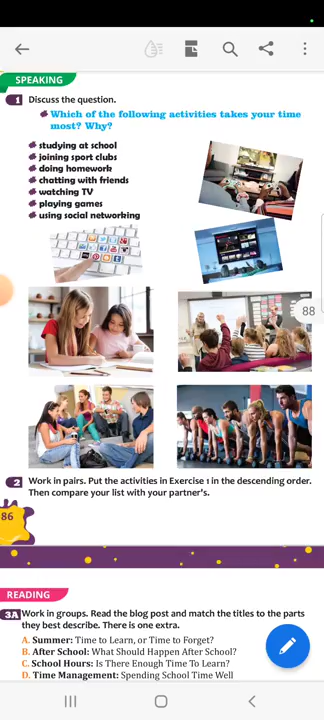 SPEAKING
1 Discuss the question.
Which of the following activities takes your time
most? Why?
studying at school
joining sport clubs
doing homework
chatting with friends
watching TV
playing games
using social networking
88
2 Work in pairs. Put the activities in Exercise 1 in the descending order.
Then compare your list with your partner's.
86
READING
3A Work in groups. Read the blog post and match the titles to the parts
they best describe. There is one extra.
A. Summer: Time to Learn, or Time to Forget?
B. After School: What Should Happen After School?
C. School Hours: Is There Enough Time To Learn?
D. Time Management: Spending School Time Well